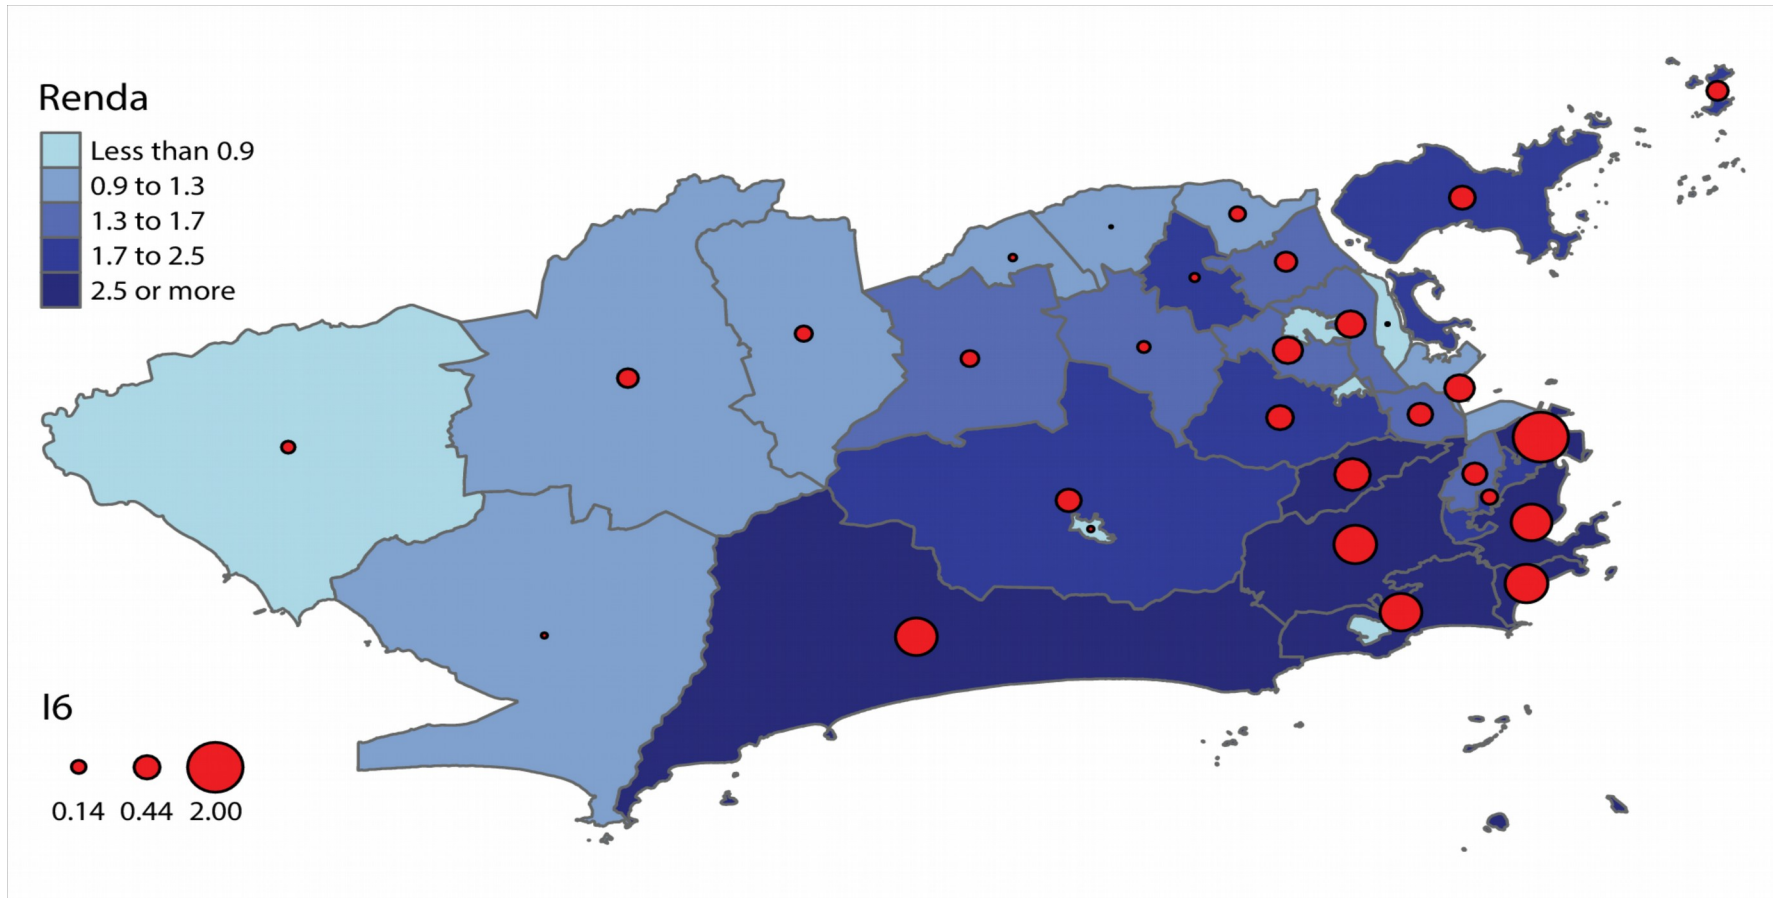 Renda
Less than 0.9
0.9 to 1.3
1.3 to 1.7
1.7 to 2.5
2.5 or more
I6
0.14 0.44 2.00